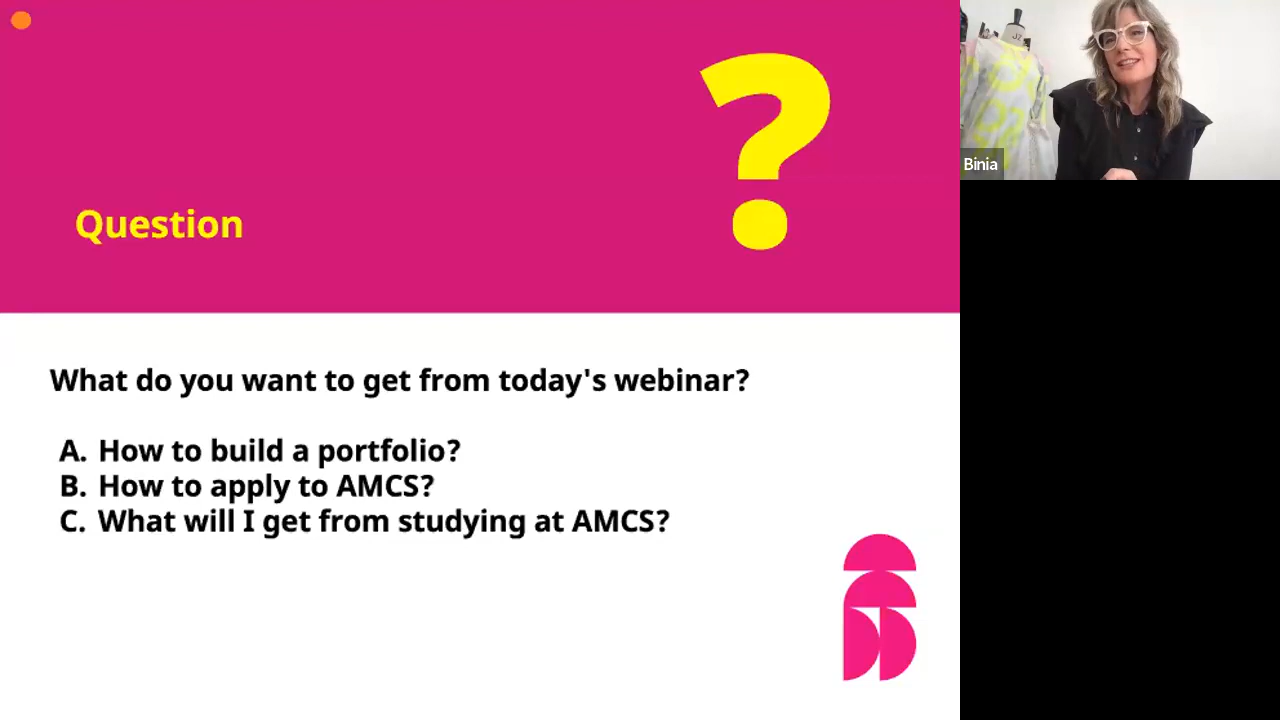 ?
Question
What do you want to get from today's webinar?
A. How to build a portfolio?
B. How to apply to AMCS?
C. What will I get from studying at AMCS?
JZ
Binia